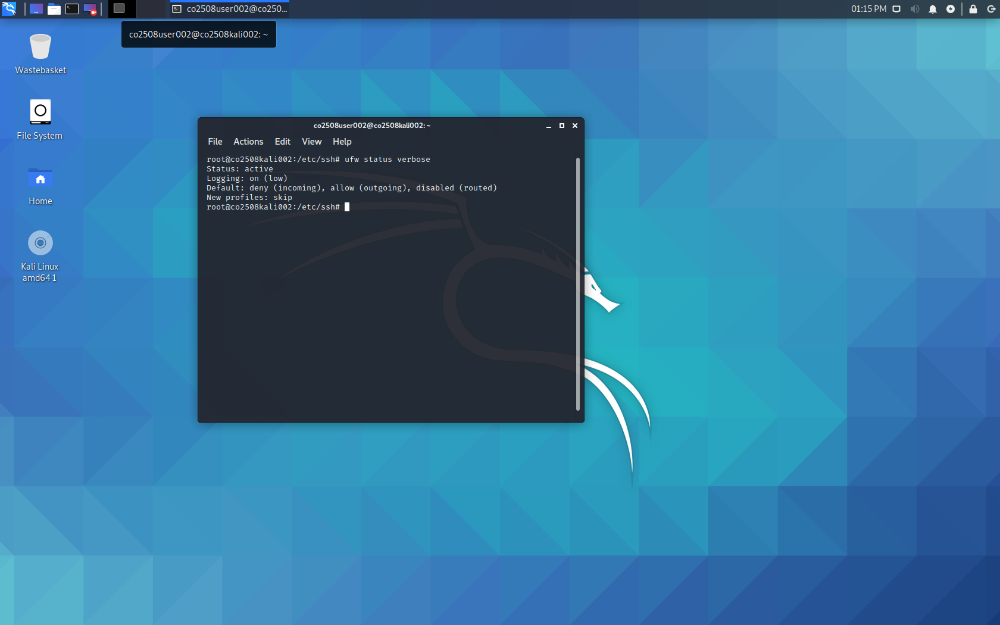 co2508user002@co250...
01:15 PM
co2508user002@co2508kali002: ~
Wastebasket
File System
Home
Kali Linux
amd64 1
co2508user002@co2508kali002: ~
File Actions Edit View Help
root@co2508kali002:/etc/ssh# ufw status verbose
Status: active
Logging: on (low)
Default: deny (incoming), allow (outgoing), disabled (routed)
New profiles: skip
root@co2508kali002:/etc/ssh#